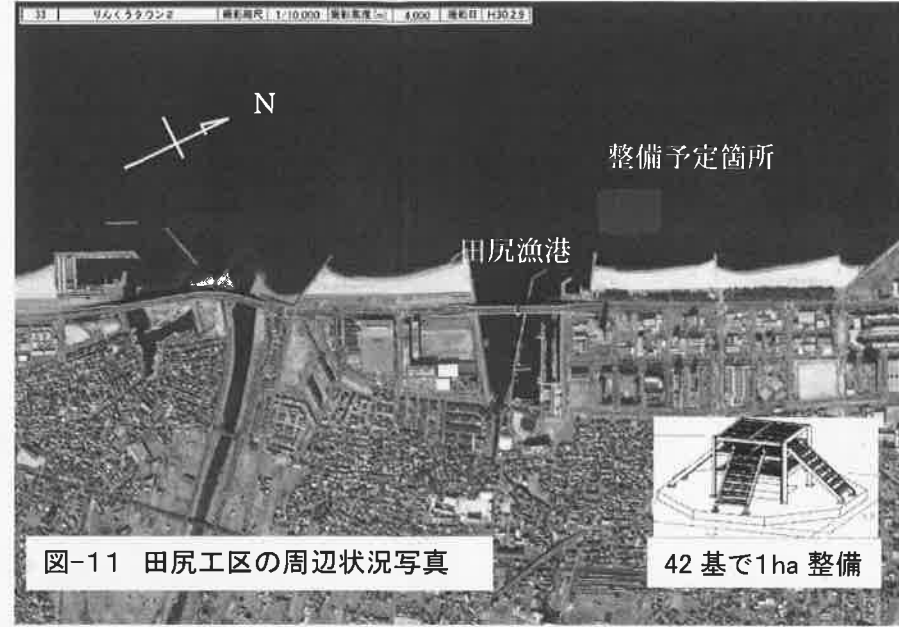 33 りんくうタウン2 撮影縮尺 1/10,000 撮影高度(m) 4,000 撮影日 H30.2.9
N
整備予定箇所
田尻漁港
図-11 田尻工区の周辺状況写真
42基で1ha整備